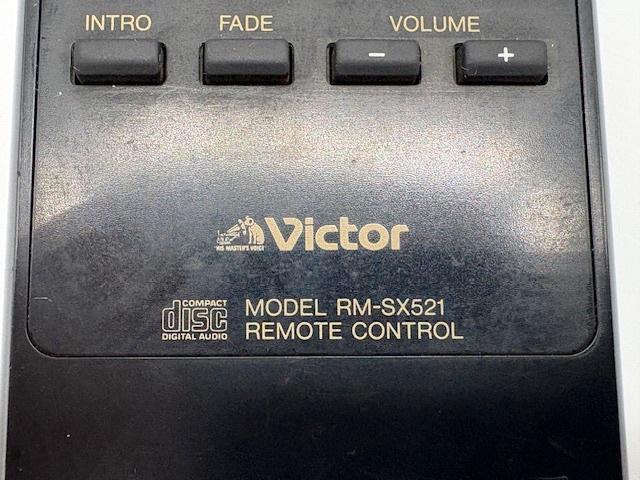 INTRO FADE VOLUME
- +
"HIS MASTER'S VOICE" Victor
COMPACT
disc
DIGITAL AUDIO
MODEL RM-SX521
REMOTE CONTROL